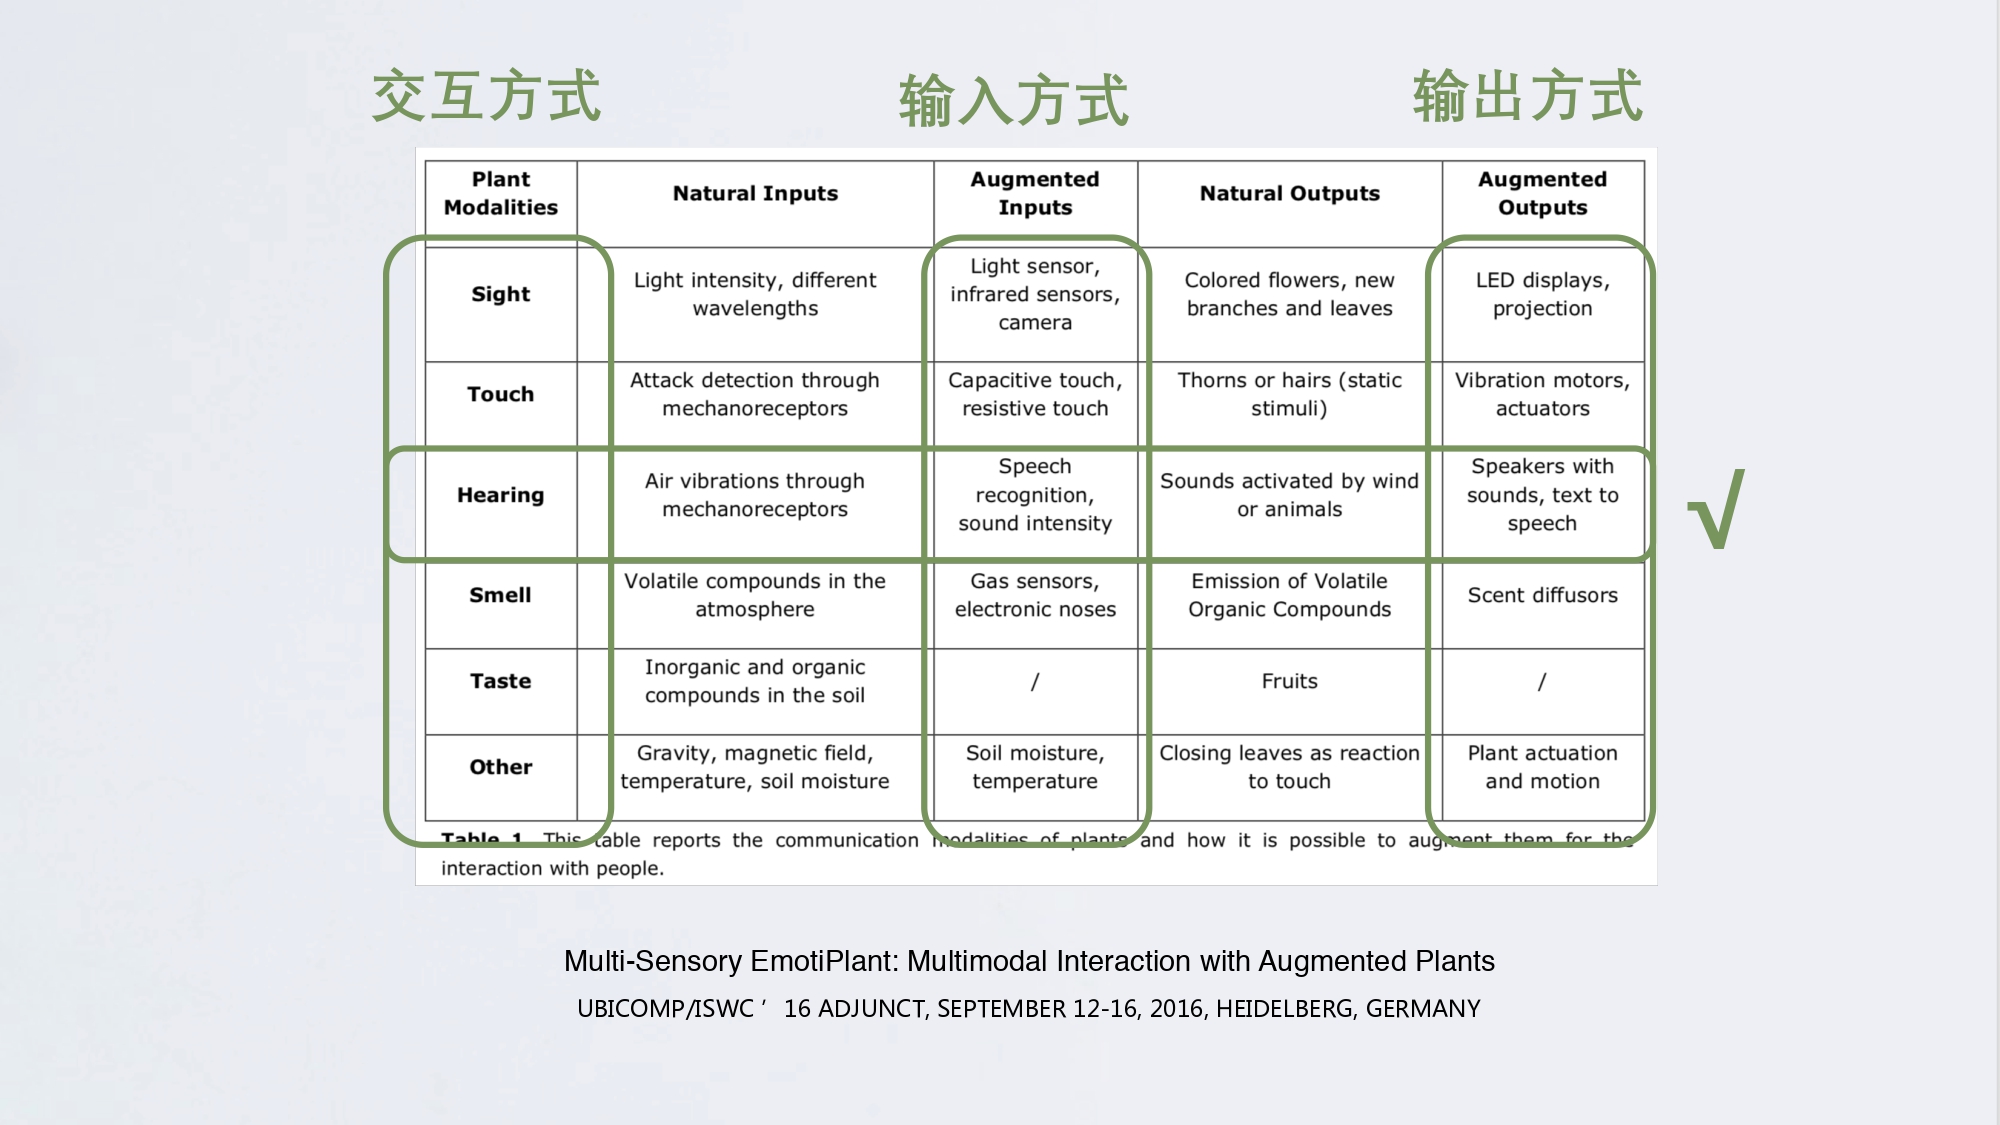 交互方式
输入方式
输出方式
Plant
Modalities
Natural Inputs
Augmented
Inputs
Natural Outputs
Augmented
Outputs
Sight
Light intensity, different
wavelengths
Light sensor,
infrared sensors,
camera
Colored flowers, new
branches and leaves
LED displays,
projection
Touch
Attack detection through
mechanoreceptors
Capacitive touch,
resistive touch
Thorns or hairs (static
stimuli)
Vibration motors,
actuators
Hearing
Air vibrations through
mechanoreceptors
Speech
recognition,
sound intensity
Sounds activated by wind
or animals
Speakers with
sounds, text to
speech
√
Smell
Volatile compounds in the
atmosphere
Gas sensors,
electronic noses
Emission of Volatile
Organic Compounds
Scent diffusors
Taste
Inorganic and organic
compounds in the soil
/
Fruits
/
Other
Gravity, magnetic field,
temperature, soil moisture
Soil moisture,
temperature
Closing leaves as reaction
to touch
Plant actuation
and motion
Table 1. This table reports the communication modalities of plants and how it is possible to augment them for the
interaction with people.
Multi-Sensory EmotiPlant: Multimodal Interaction with Augmented Plants
UBICOMP/ISWC ’ 16 ADJUNCT, SEPTEMBER 12-16, 2016, HEIDELBERG, GERMANY